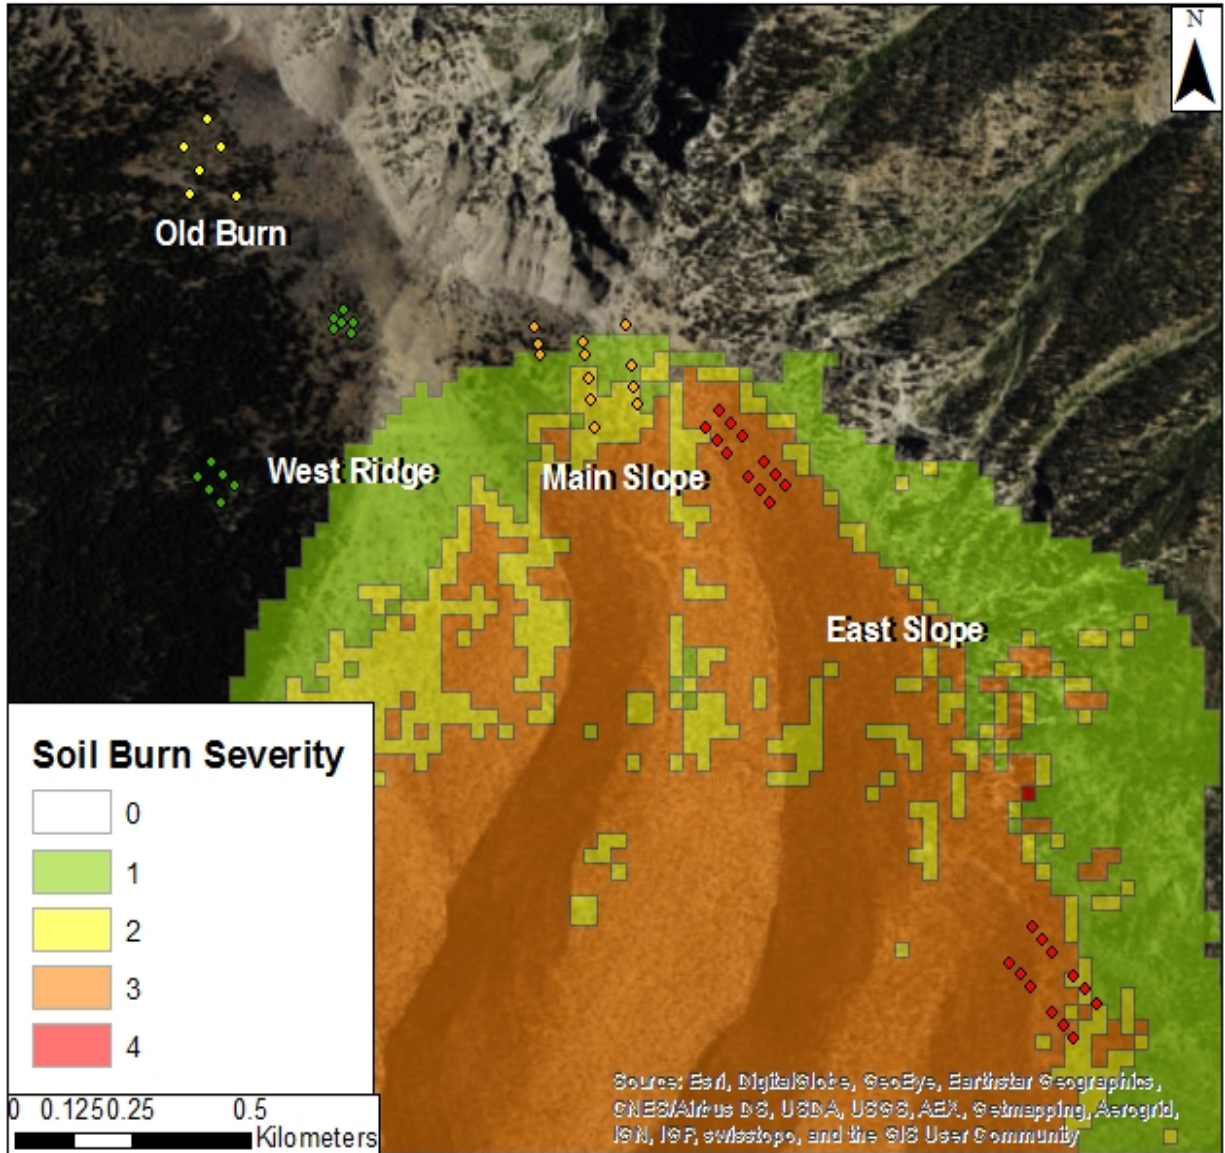 N
Old Burn
West Ridge
Main Slope
East Slope
Soil Burn Severity
0
1
2
3
4
0 0.125 0.25 0.5
Kilometers
Source: Esri, DigitalGlobe, GeoEye, Earthstar Geographics,
CNES/Airbus DS, USDA, USGS, AEX, Getmapping, Aerogrid,
IGN, IGP, swisstopo, and the GIS User Community